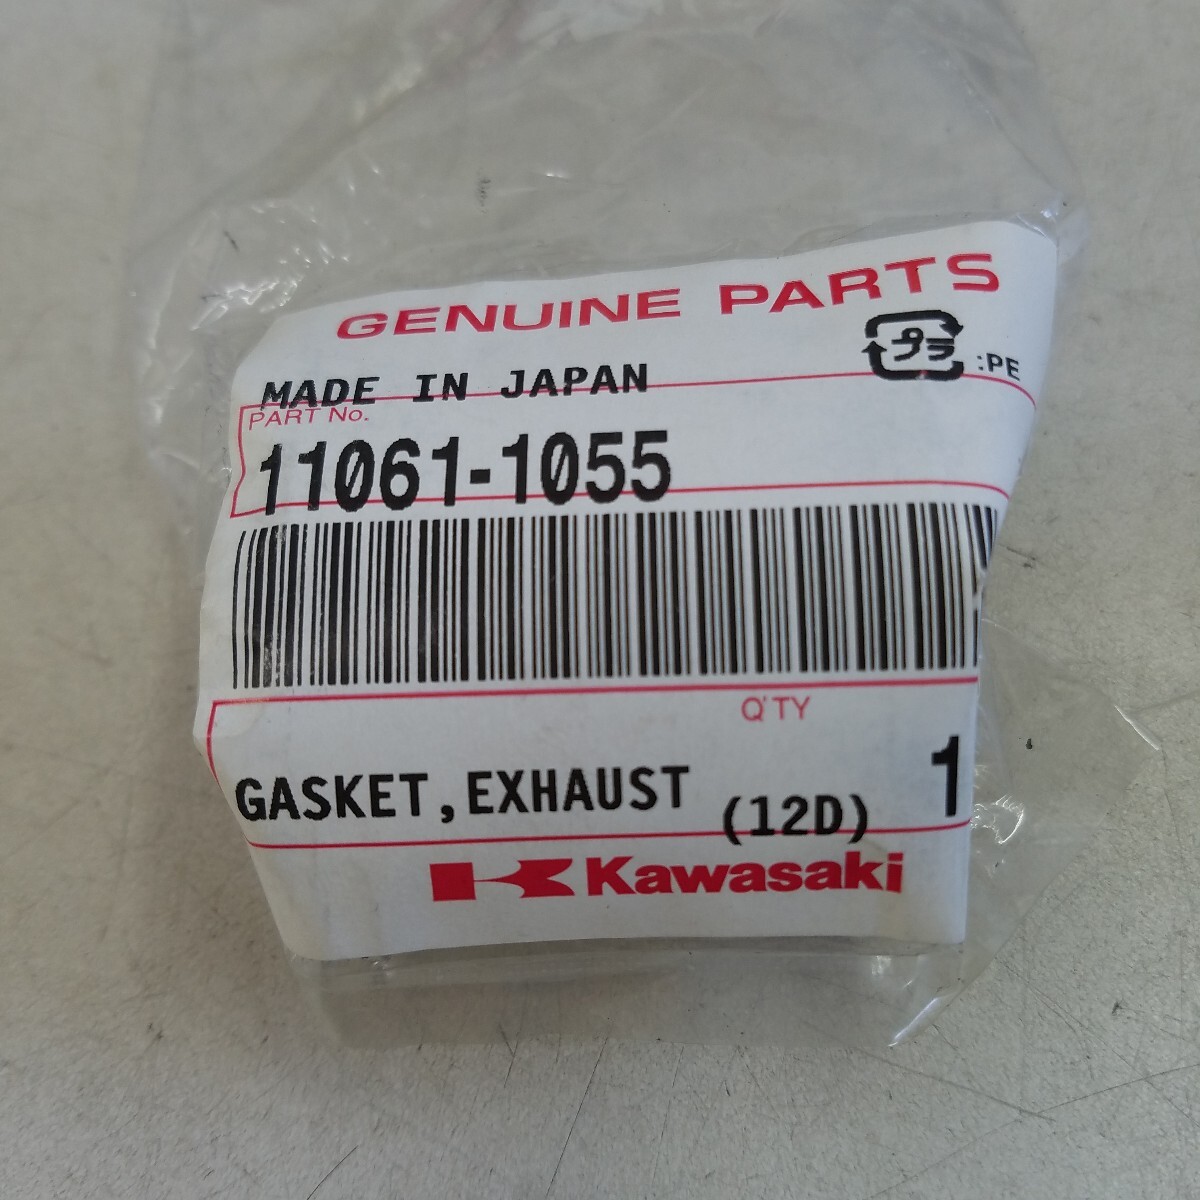 GENUINE PARTS
プラ :PE
MADE IN JAPAN
PART No.
11061-1055
Q'TY
GASKET,EXHAUST (12D) 1
Kawasaki